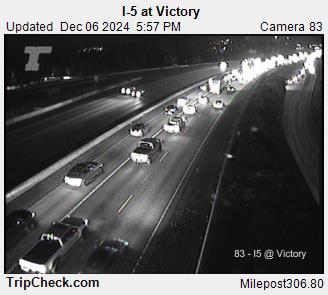 I-5 at Victory
Updated  Dec 06 2024  5:57 PM
Camera 83
T
83 - I5 @ Victory
TripCheck.com
Milepost306.80